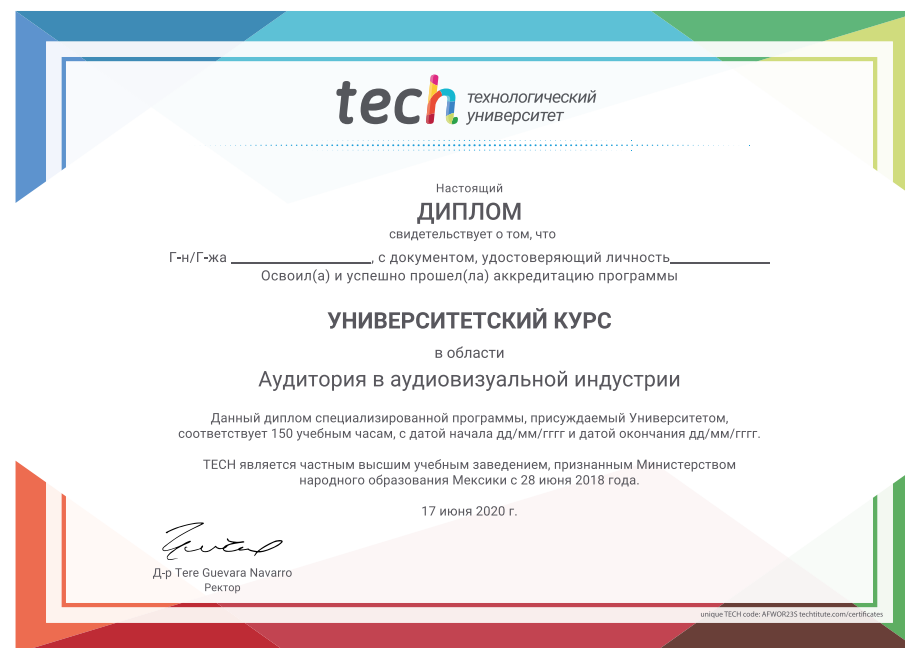 tech технологический
университет
Настоящий
ДИПЛОМ
свидетельствует о том, что
Г-н/Г-жа ____________________, с документом, удостоверяющий личность______________
Освоил(а) и успешно прошел(ла) аккредитацию программы
УНИВЕРСИТЕТСКИЙ КУРС
в области
Аудитория в аудиовизуальной индустрии
Данный диплом специализированной программы, присуждаемый Университетом,
соответствует 150 учебным часам, с датой начала дд/мм/гггг и датой окончания дд/мм/гггг.
TECH является частным высшим учебным заведением, признанным Министерством
народного образования Мексики с 28 июня 2018 года.
17 июня 2020 г.
Д-р Tere Guevara Navarro
Ректор
unique TECH code: AFWOR23S techtitute.com/certificates